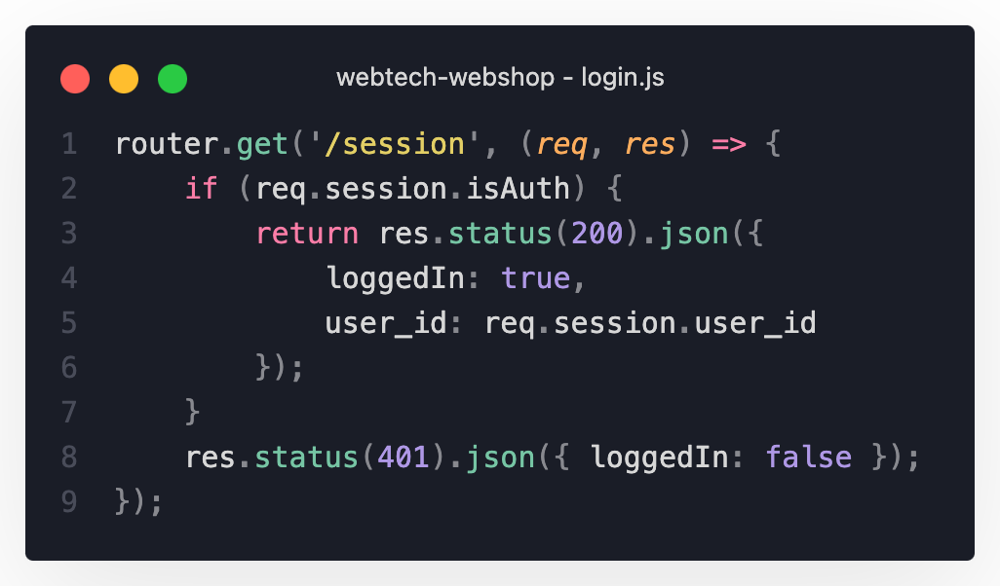 webtech-webshop - login.js
1 router.get('/session', (req, res) => {
2     if (req.session.isAuth) {
3         return res.status(200).json({
4             loggedIn: true,
5             user_id: req.session.user_id
6         });
7     }
8     res.status(401).json({ loggedIn: false });
9 });